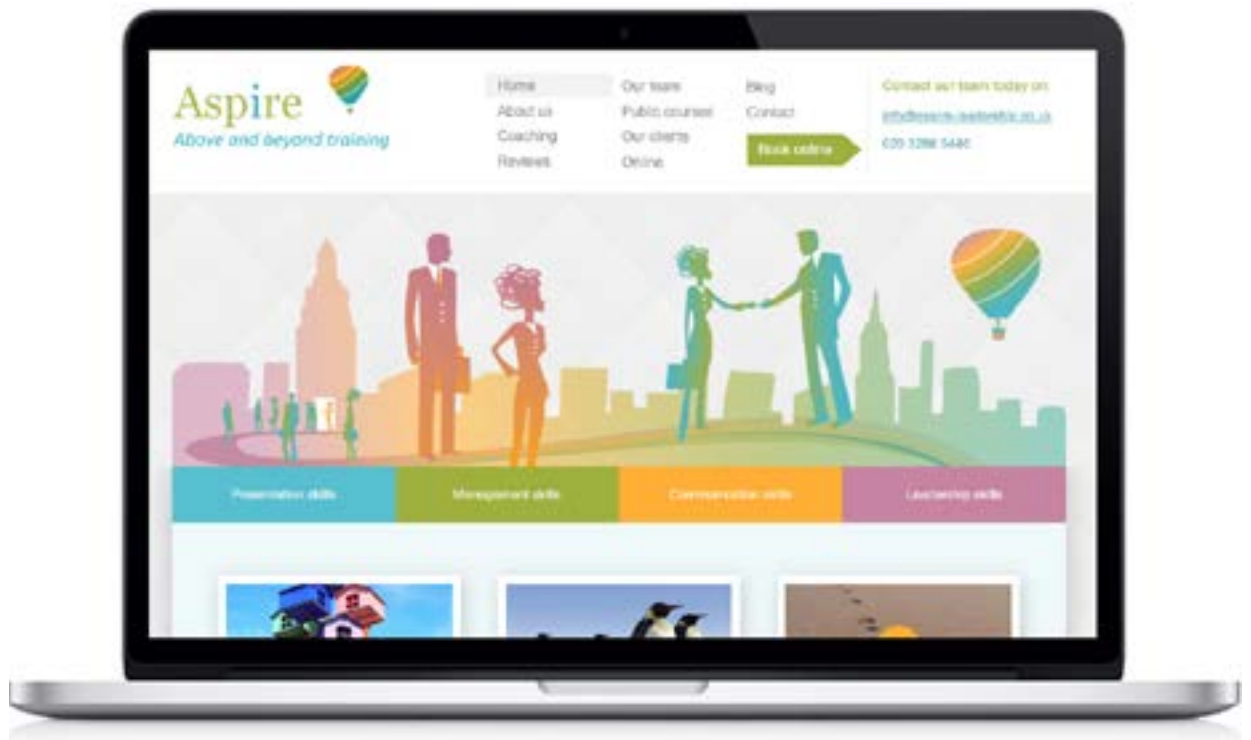 Aspire
Above and beyond training
Home
About us
Coaching
Reviews
Our team
Public courses
Our clients
Online
Blog
Contact
Book online
Contact our team today on:
Presentation skills
Management skills
Communication skills
Leadership skills